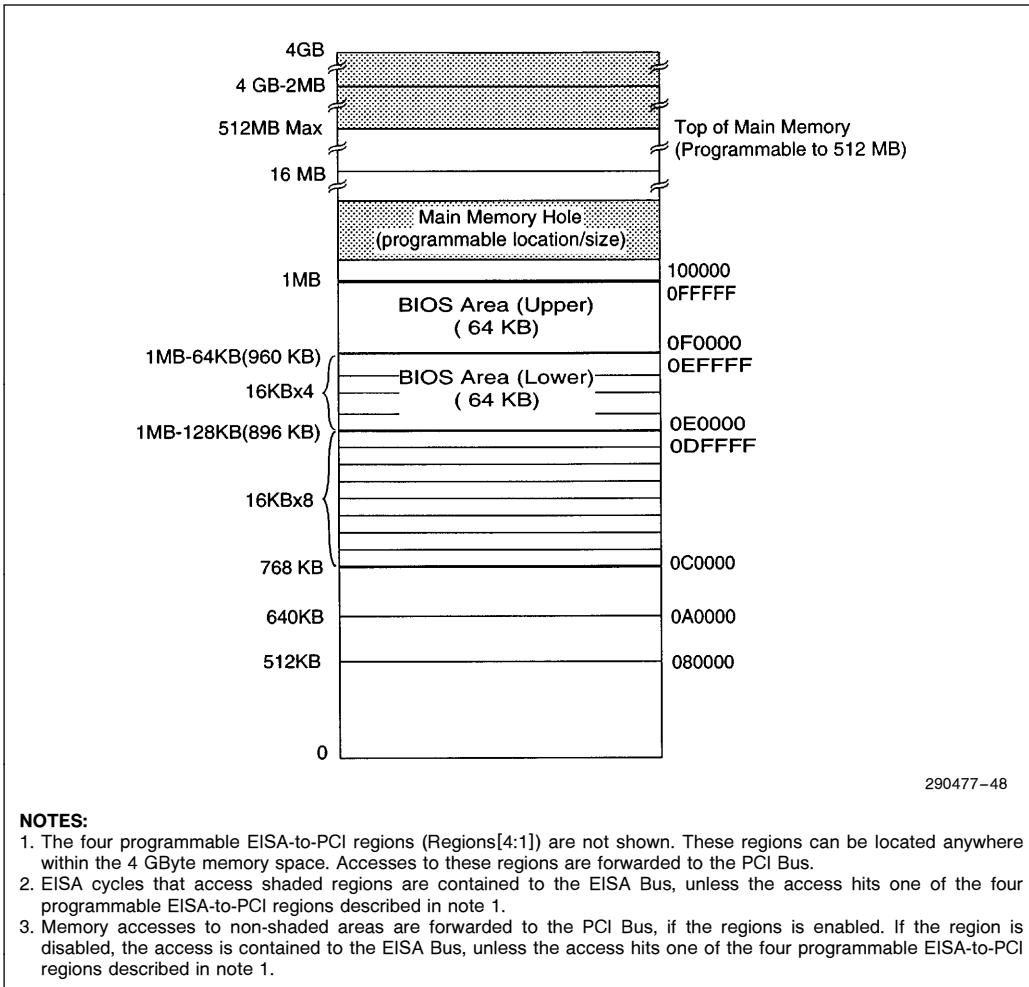 4GB
4 GB-2MB
512MB Max
Top of Main Memory
(Programmable to 512 MB)
16 MB
Main Memory Hole
(programmable location/size)
1MB
100000
0FFFFF
BIOS Area (Upper)
( 64 KB)
1MB-64KB(960 KB)
0F0000
0EFFFF
16KBx4
BIOS Area (Lower)
( 64 KB)
1MB-128KB(896 KB)
0E0000
0DFFFF
16KBx8
768 KB
0C0000
640KB
0A0000
512KB
080000
0
290477–48
NOTES:
1. The four programmable EISA-to-PCI regions (Regions[4:1]) are not shown. These regions can be located anywhere
within the 4 GByte memory space. Accesses to these regions are forwarded to the PCI Bus.
2. EISA cycles that access shaded regions are contained to the EISA Bus, unless the access hits one of the four
programmable EISA-to-PCI regions described in note 1.
3. Memory accesses to non-shaded areas are forwarded to the PCI Bus, if the regions is enabled. If the region is
disabled, the access is contained to the EISA Bus, unless the access hits one of the four programmable EISA-to-PCI
regions described in note 1.